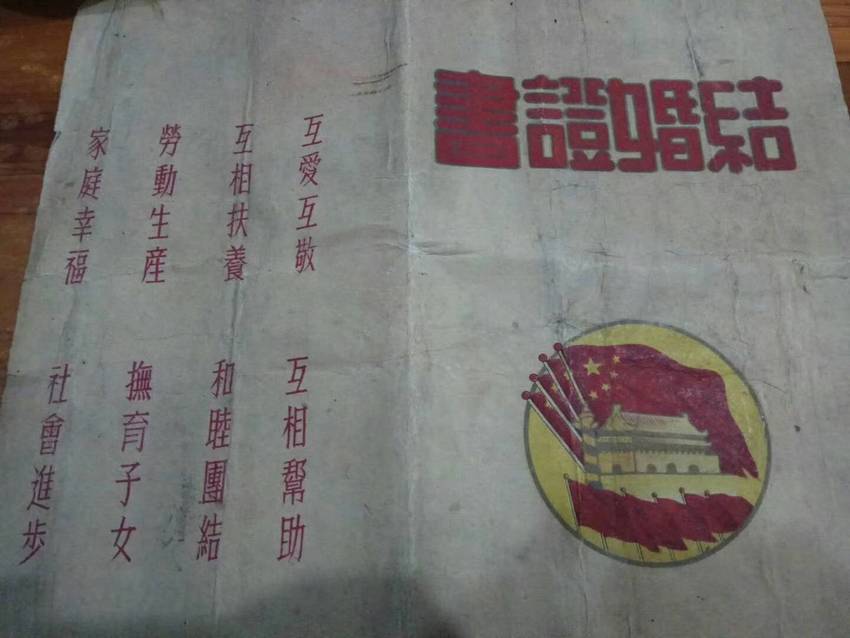 結婚證書
互愛互敬 互相幫助
互相扶養 和睦團結
勞動生産 撫育子女
家庭幸福 社會進步